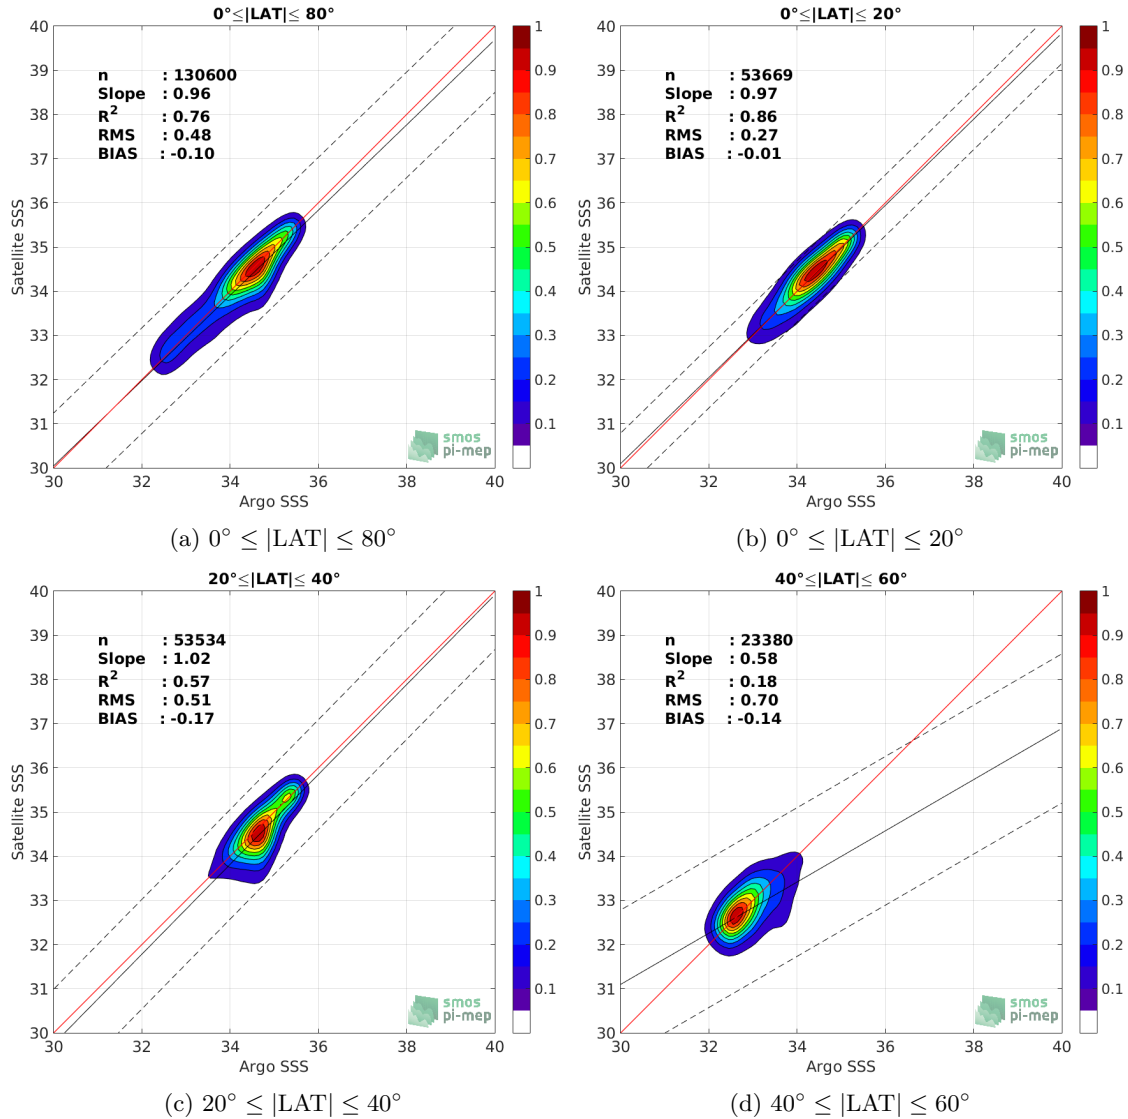 0°≤|LAT|≤ 80°
n : 130600
Slope : 0.96
R² : 0.76
RMS : 0.48
BIAS : -0.10
Satellite SSS
40
39
38
37
36
35
34
33
32
31
30
30 32 34 36 38 40
Argo SSS
1
0.9
0.8
0.7
0.6
0.5
0.4
0.3
0.2
0.1
smos
pi-mep
(a) 0° ≤ |LAT| ≤ 80°
0°≤|LAT|≤ 20°
n : 53669
Slope : 0.97
R² : 0.86
RMS : 0.27
BIAS : -0.01
Satellite SSS
40
39
38
37
36
35
34
33
32
31
30
30 32 34 36 38 40
Argo SSS
1
0.9
0.8
0.7
0.6
0.5
0.4
0.3
0.2
0.1
smos
pi-mep
(b) 0° ≤ |LAT| ≤ 20°
20°≤|LAT|≤ 40°
n : 53534
Slope : 1.02
R² : 0.57
RMS : 0.51
BIAS : -0.17
Satellite SSS
40
39
38
37
36
35
34
33
32
31
30
30 32 34 36 38 40
Argo SSS
1
0.9
0.8
0.7
0.6
0.5
0.4
0.3
0.2
0.1
smos
pi-mep
(c) 20° ≤ |LAT| ≤ 40°
40°≤|LAT|≤ 60°
n : 23380
Slope : 0.58
R² : 0.18
RMS : 0.70
BIAS : -0.14
Satellite SSS
40
39
38
37
36
35
34
33
32
31
30
30 32 34 36 38 40
Argo SSS
1
0.9
0.8
0.7
0.6
0.5
0.4
0.3
0.2
0.1
smos
pi-mep
(d) 40° ≤ |LAT| ≤ 60°